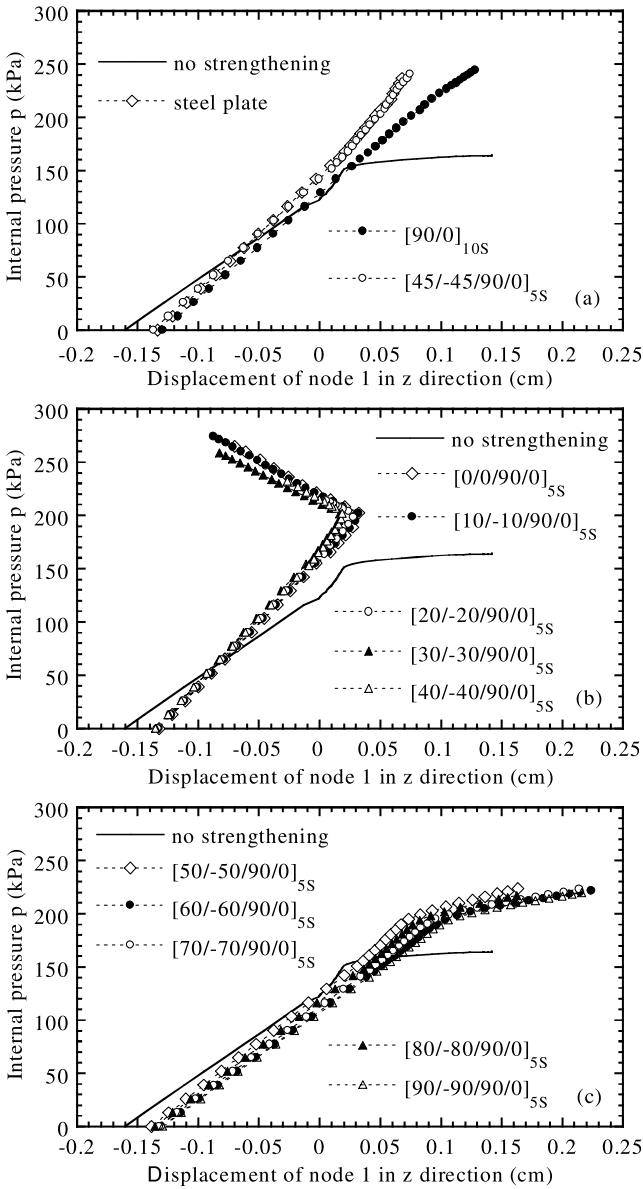 300
250
200
150
100
50
0
Internal pressure p (kPa)
no strengthening
steel plate
[90/0]10S
[45/-45/90/0]5S
(a)
-0.2 -0.15 -0.1 -0.05 0 0.05 0.1 0.15 0.2 0.25
Displacement of node 1 in z direction (cm)
300
250
200
150
100
50
0
Internal pressure p (kPa)
no strengthening
[0/0/90/0]5S
[10/-10/90/0]5S
[20/-20/90/0]5S
[30/-30/90/0]5S
[40/-40/90/0]5S
(b)
-0.2 -0.15 -0.1 -0.05 0 0.05 0.1 0.15 0.2 0.25
Displacement of node 1 in z direction (cm)
300
250
200
150
100
50
0
Internal pressure p (kPa)
no strengthening
[50/-50/90/0]5S
[60/-60/90/0]5S
[70/-70/90/0]5S
[80/-80/90/0]5S
[90/-90/90/0]5S
(c)
-0.2 -0.15 -0.1 -0.05 0 0.05 0.1 0.15 0.2 0.25
Displacement of node 1 in z direction (cm)